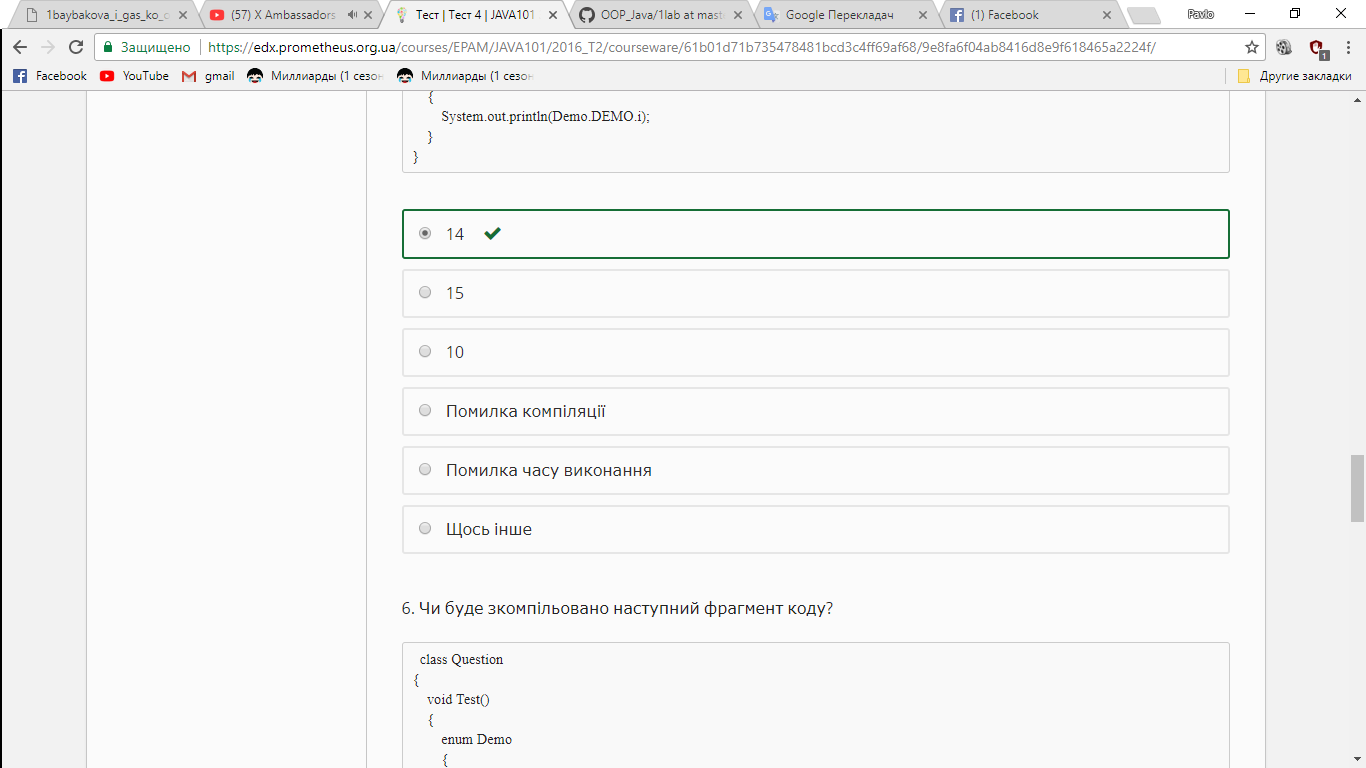 1baybakova_i_gas_ko_o
(57) X Ambassadors
Тест | Тест 4 | JAVA101
OOP_Java/1lab at mast
Google Перекладач
(1) Facebook
Pavlo
Защищено
https://edx.prometheus.org.ua/courses/EPAM/JAVA101/2016_T2/courseware/61b01d71b735478481bcd3c4ff69af68/9e8fa6f04ab8416d8e9f618465a2224f/
1
Facebook
YouTube
gmail
Миллиарды (1 сезон
Миллиарды (1 сезон
Другие закладки
{
System.out.println(Demo.DEMO.i);
}
}
14
15
10
Помилка компіляції
Помилка часу виконання
Щось інше
6. Чи буде зкомпільовано наступний фрагмент коду?
class Question
{
void Test()
{
enum Demo
{